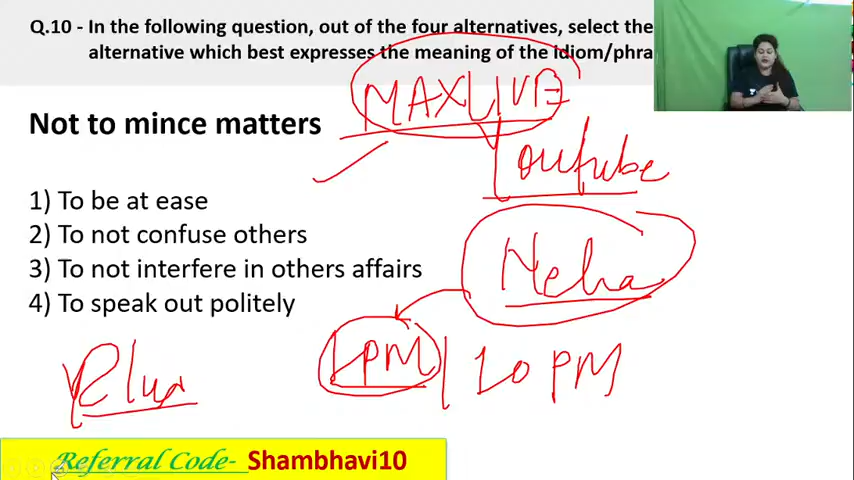 Q.10 - In the following question, out of the four alternatives, select the
alternative which best expresses the meaning of the idiom/phra
MAXLIVE
Not to mince matters
Youtube
1) To be at ease
2) To not confuse others
Neha
3) To not interfere in others affairs
4) To speak out politely
1PM | 10 PM
Plus
Referral Code- Shambhavi10